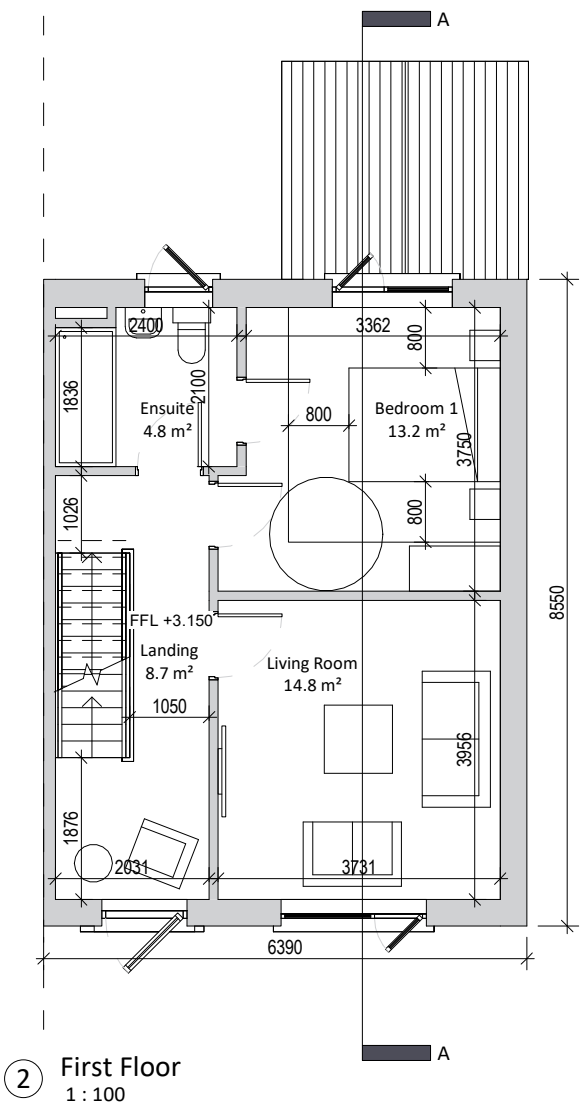 A
2400
3362
800
1836
2100
Ensuite
4.8 m²
800
Bedroom 1
13.2 m²
3750
1026
800
8550
FFL +3.150
Landing
8.7 m²
Living Room
14.8 m²
1050
3956
1876
2031
3731
6390
A
2
First Floor
1 : 100